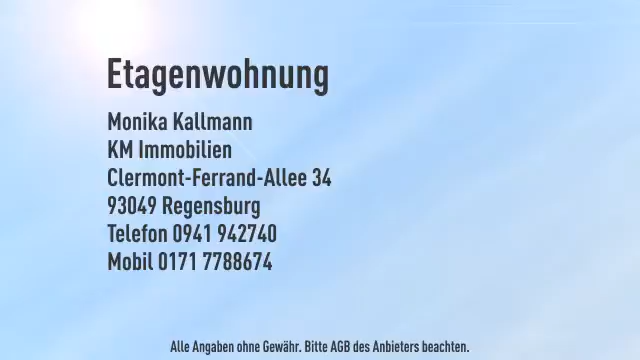 Etagenwohnung
Monika Kallmann
KM Immobilien
Clermont-Ferrand-Allee 34
93049 Regensburg
Telefon 0941 942740
Mobil 0171 7788674
Alle Angaben ohne Gewähr. Bitte AGB des Anbieters beachten.